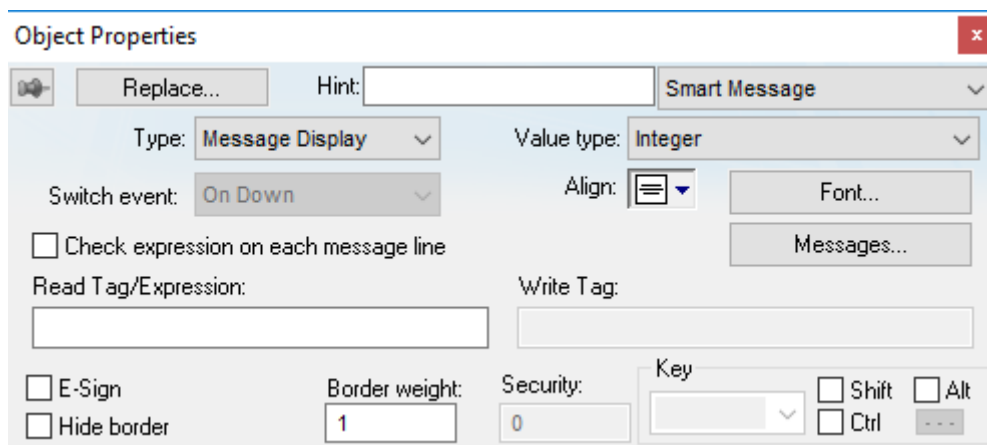 Object Properties
x
Replace... Hint: Smart Message
Type: Message Display Value type: Integer
Switch event: On Down Align: Font...
Check expression on each message line Messages...
Read Tag/Expression: Write Tag:
E-Sign Border weight: Security: Key Shift Alt
Hide border 1 0 Ctrl ...